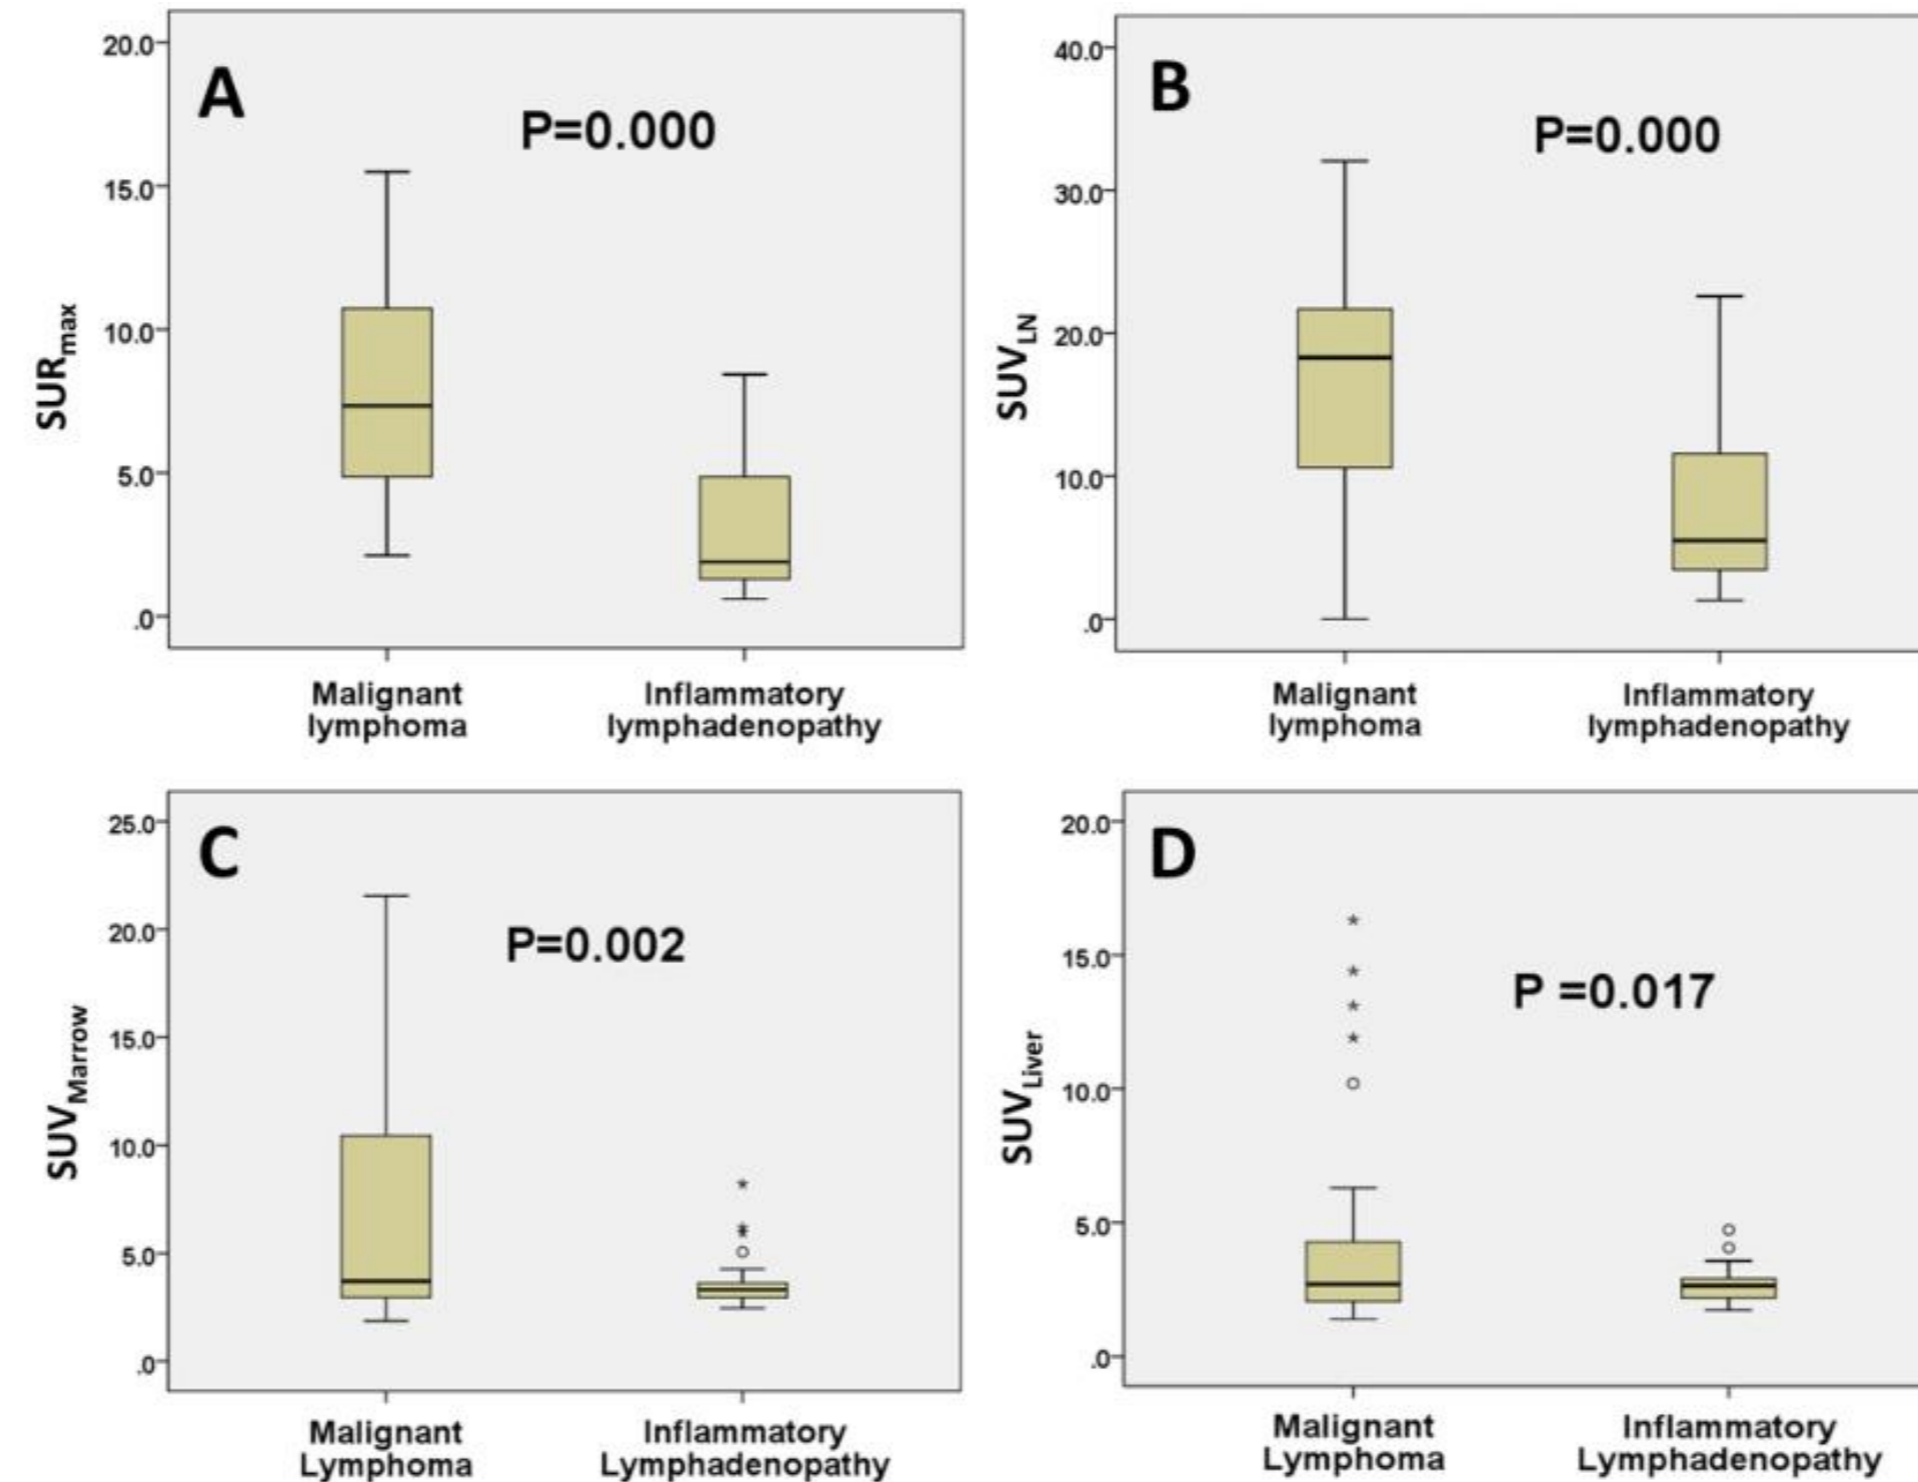 A
P=0.000
SURmax
20.0
15.0
10.0
5.0
.0
Malignant
lymphoma
Inflammatory
lymphadenopathy
B
P=0.000
SUVLN
40.0
30.0
20.0
10.0
.0
Malignant
lymphoma
Inflammatory
lymphadenopathy
C
P=0.002
SUVMarrow
25.0
20.0
15.0
10.0
5.0
.0
Malignant
Lymphoma
Inflammatory
Lymphadenopathy
D
P =0.017
SUVLiver
20.0
15.0
10.0
5.0
.0
Malignant
Lymphoma
Inflammatory
Lymphadenopathy